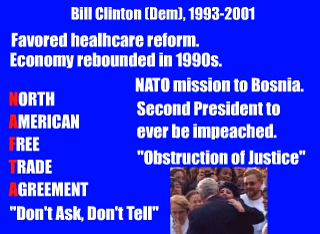 Bill Clinton (Dem), 1993-2001
Favored healhcare reform.
Economy rebounded in 1990s.
NATO mission to Bosnia.
NORTH
AMERICAN
FREE
TRADE
AGREEMENT
Second President to
ever be impeached.
"Obstruction of Justice"
"Don't Ask, Don't Tell"